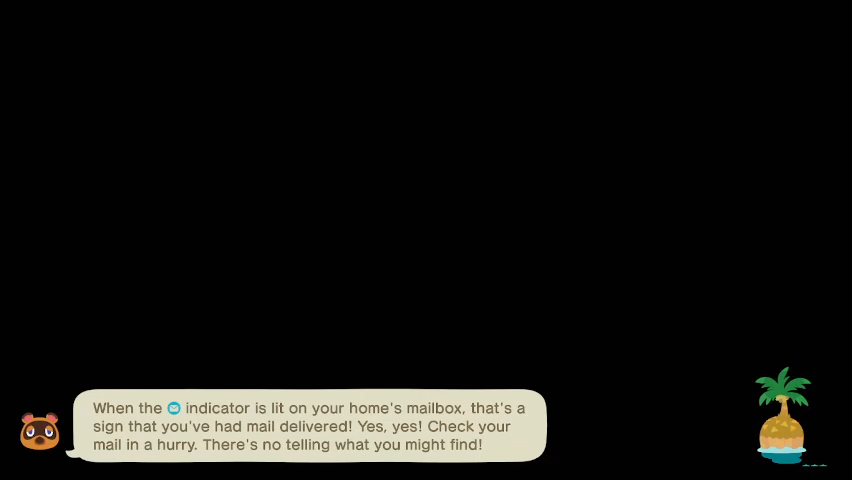 When the indicator is lit on your home's mailbox, that's a
sign that you've had mail delivered! Yes, yes! Check your
mail in a hurry. There's no telling what you might find!